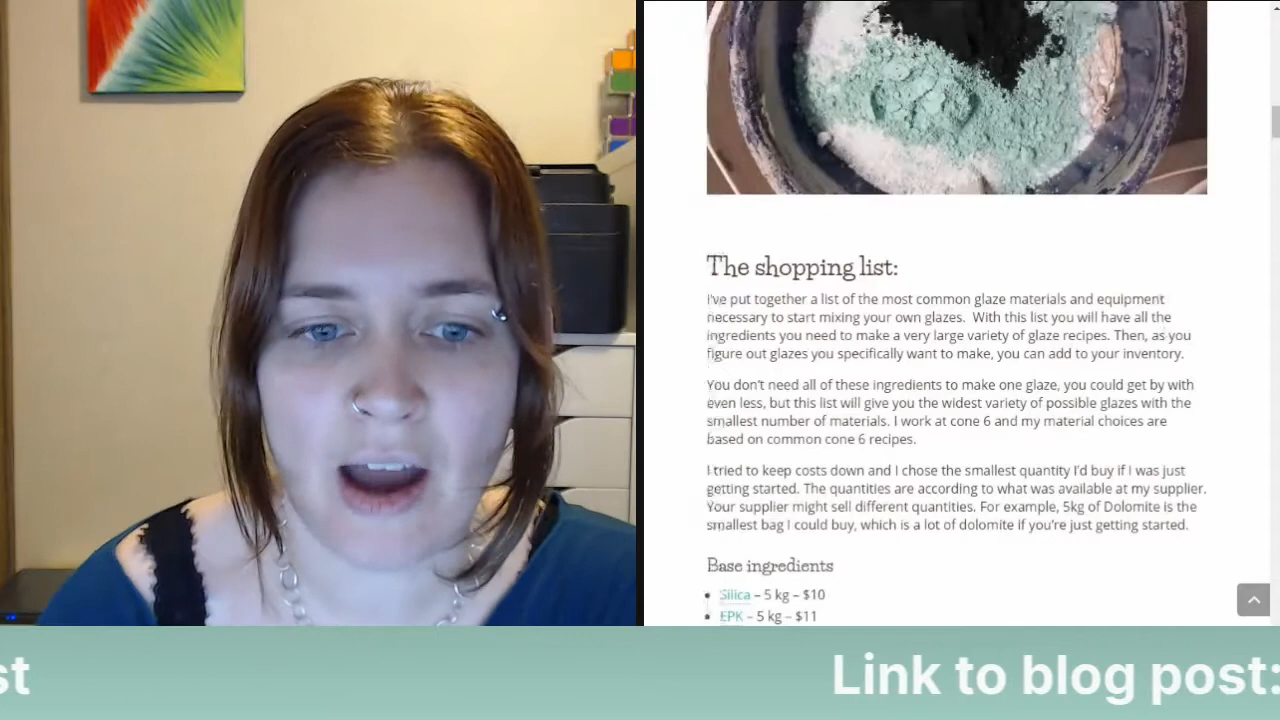 The shopping list:
I've put together a list of the most common glaze materials and equipment
necessary to start mixing your own glazes.  With this list you will have all the
ingredients you need to make a very large variety of glaze recipes. Then, as you
figure out glazes you specifically want to make, you can add to your inventory.
You don't need all of these ingredients to make one glaze, you could get by with
even less, but this list will give you the widest variety of possible glazes with the
smallest number of materials. I work at cone 6 and my material choices are
based on common cone 6 recipes.
I tried to keep costs down and I chose the smallest quantity I'd buy if I was just
getting started. The quantities are according to what was available at my supplier.
Your supplier might sell different quantities. For example, 5kg of Dolomite is the
smallest bag I could buy, which is a lot of dolomite if you're just getting started.
Base ingredients
• Silica – 5 kg – $10
• EPK – 5 kg – $11
st
Link to blog post: